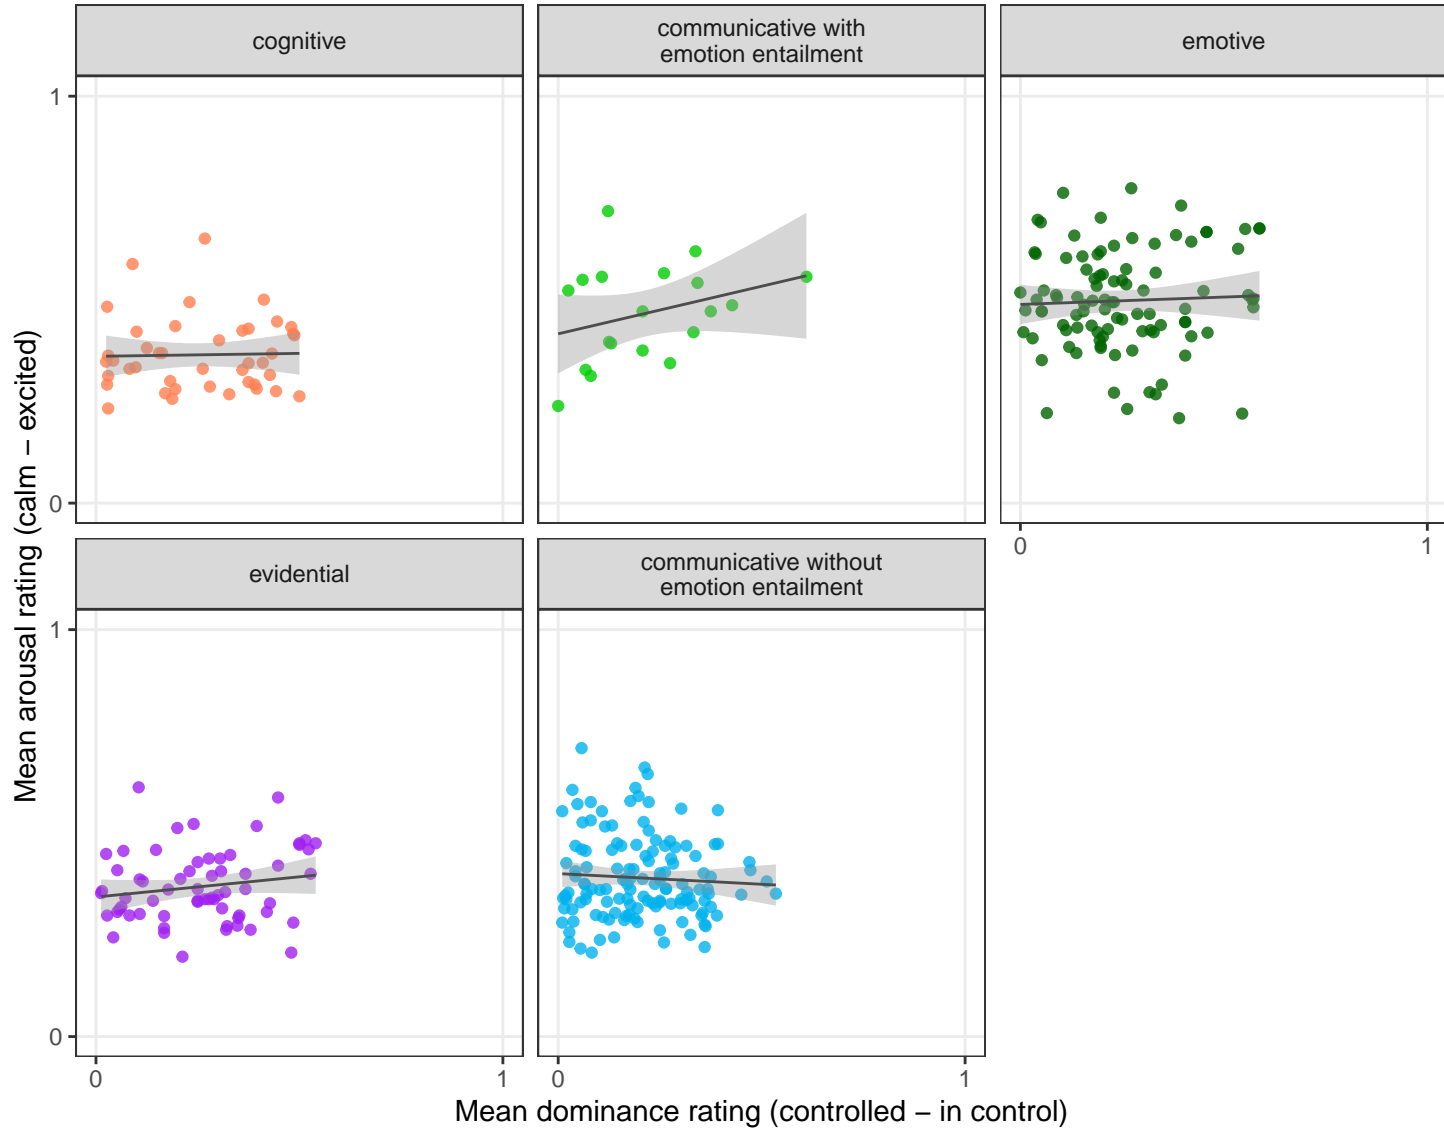 cognitive
communicative with
emotion entailment
emotive
1
0
0
1
evidential
communicative without
emotion entailment
1
0
0
1
0
1
Mean arousal rating (calm – excited)
Mean dominance rating (controlled – in control)